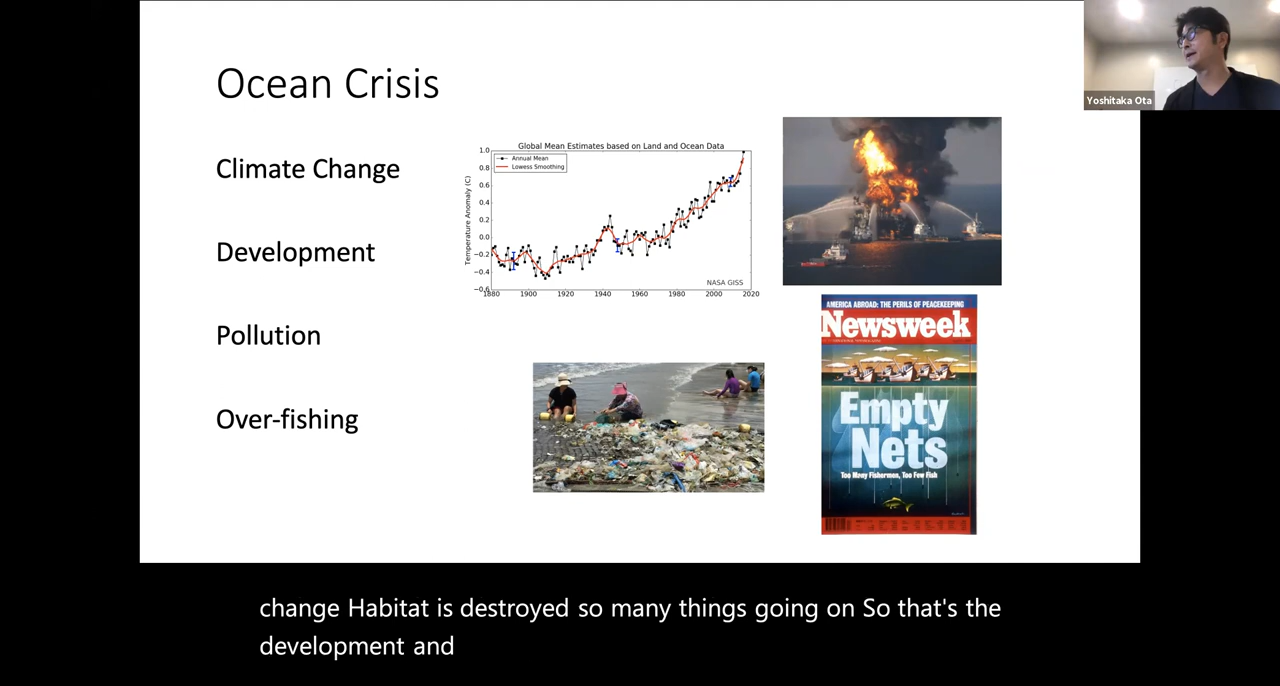 Ocean Crisis
Climate Change
Development
Pollution
Over-fishing
Global Mean Estimates based on Land and Ocean Data
Annual Mean
Lowess Smoothing
Temperature Anomaly (C)
1.0
0.8
0.6
0.4
0.2
0.0
−0.2
−0.4
−0.6
1880 1900 1920 1940 1960 1980 2000 2020
NASA GISS
AMERICA ABROAD: THE PERILS OF PEACEKEEPING
Newsweek
Empty
Nets
Too Many Fishermen, Too Few Fish
Yoshitaka Ota
change Habitat is destroyed so many things going on So that's the
development and